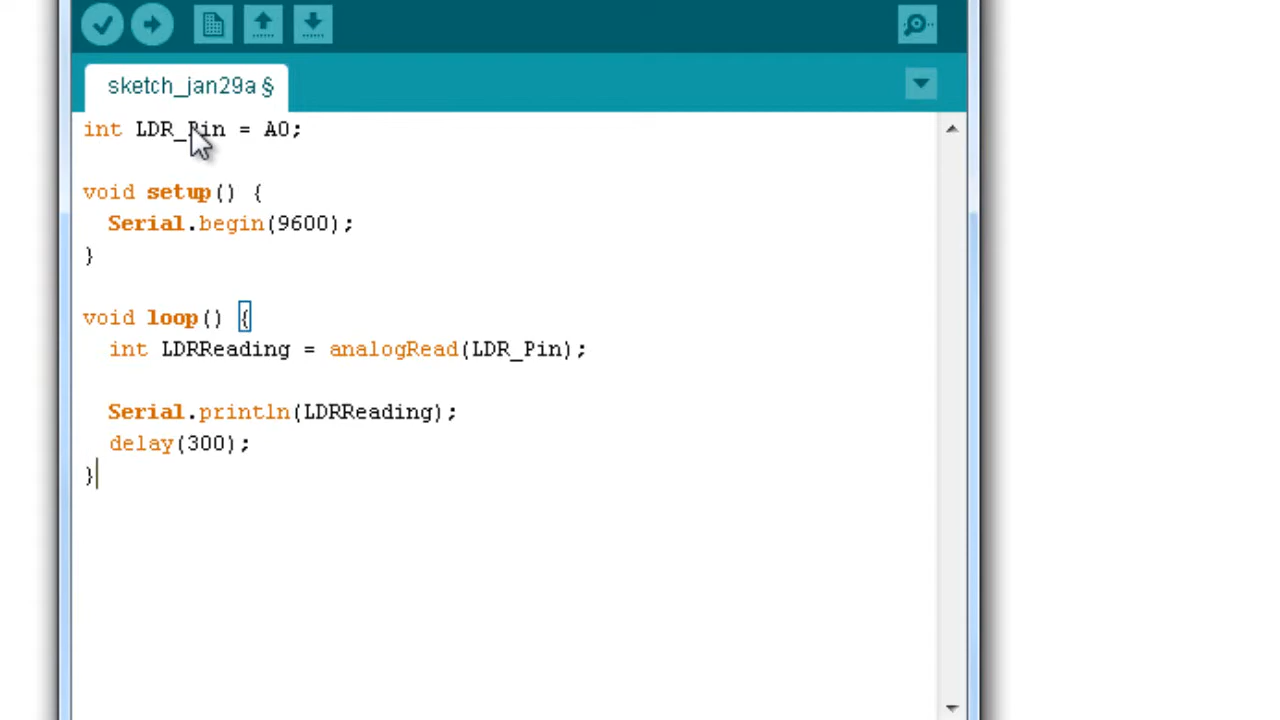 sketch_jan29a §
int LDR_Pin = A0;
void setup() {
Serial.begin(9600);
}
void loop() {
int LDRReading = analogRead(LDR_Pin);
Serial.println(LDRReading);
delay(300);
}